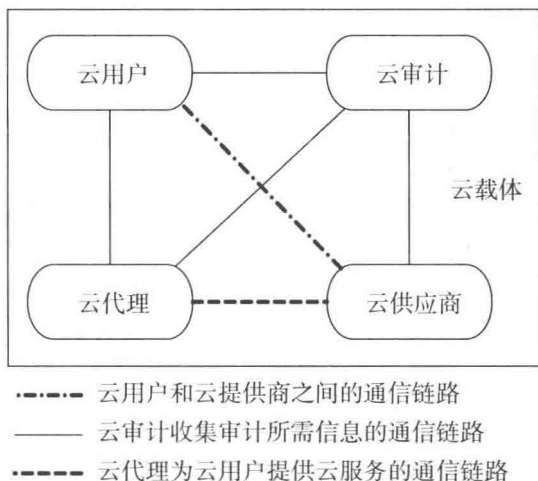 云用户
云审计
云载体
云代理
云供应商
云用户和云提供商之间的通信链路
云审计收集审计所需信息的通信链路
云代理为云用户提供云服务的通信链路